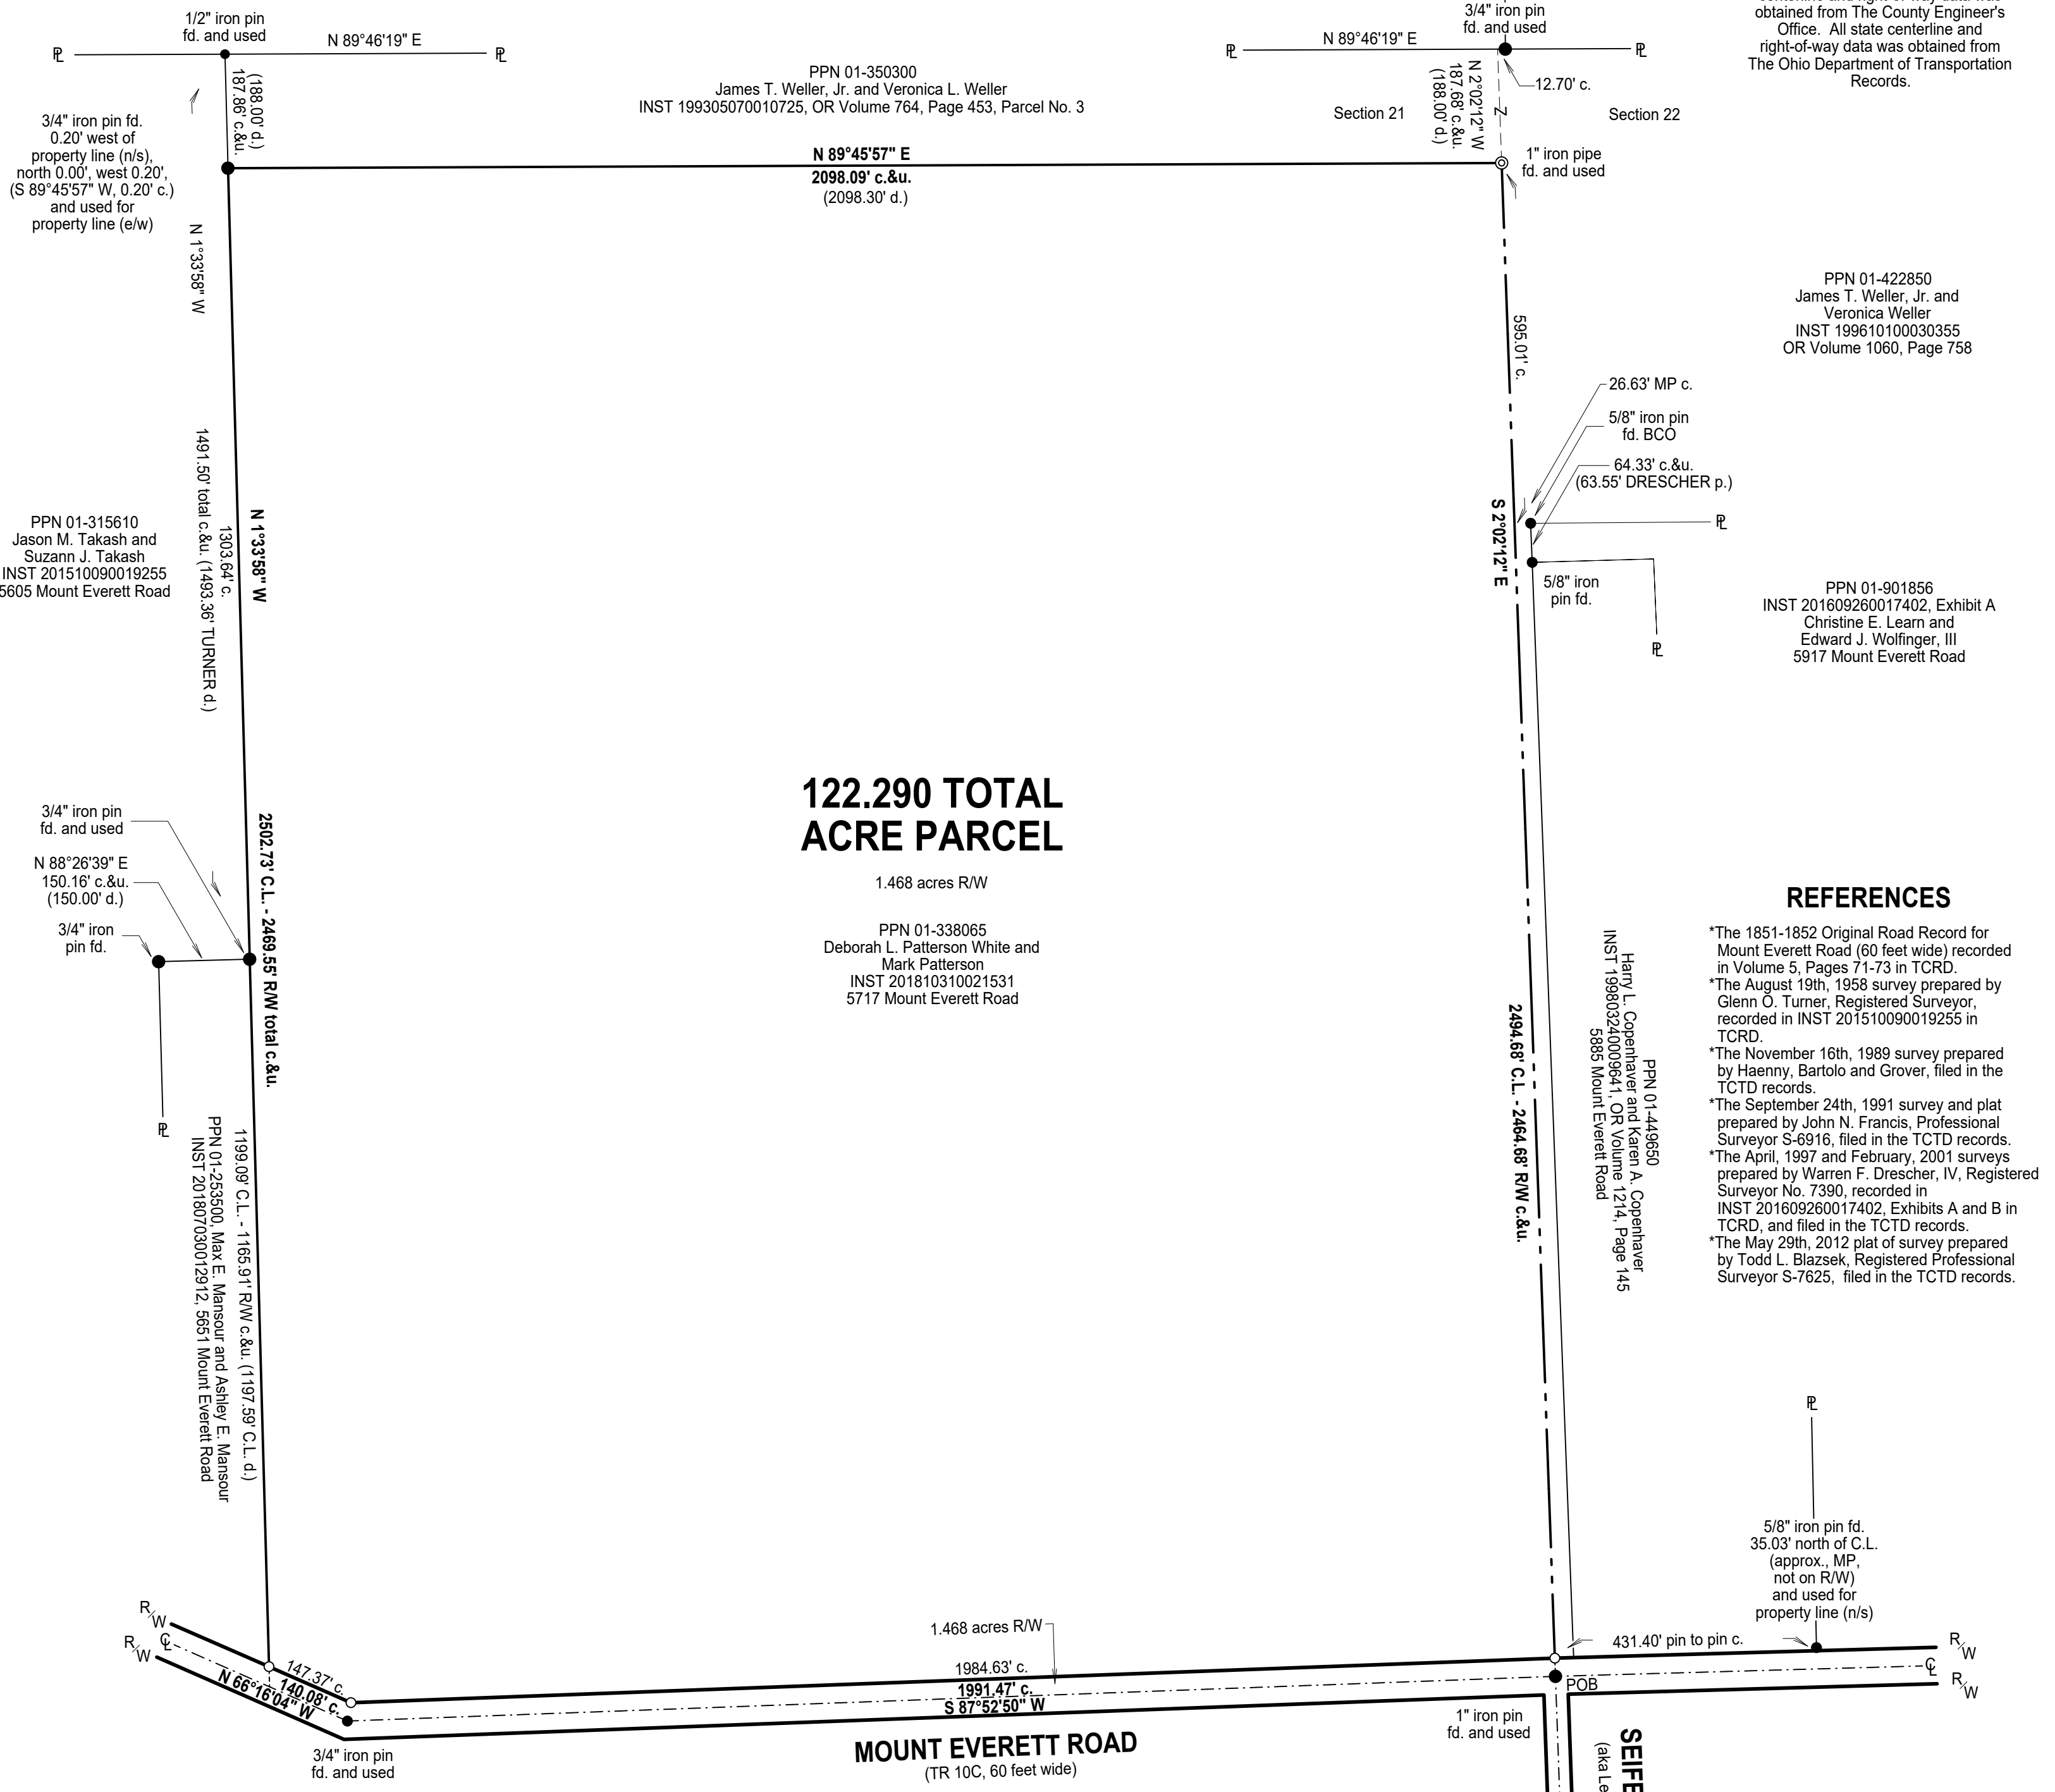 1/2" iron pin
fd. and used
N 89°46'19" E
PL
PL
(188.00' d.)
187.86' c.&u.
3/4" iron pin fd.
0.20' west of
property line (n/s),
north 0.00', west 0.20',
(S 89°45'57" W, 0.20' c.)
and used for
property line (e/w)
PPN 01-350300
James T. Weller, Jr. and Veronica L. Weller
INST 199305070010725, OR Volume 764, Page 453, Parcel No. 3
3/4" iron pin
fd. and used
N 89°46'19" E
PL
PL
12.70' c.
N 2°02'12" W
187.68' c.&u.
(188.00' d.)
Z
Section 21
Section 22
obtained from The County Engineer's
Office. All state centerline and
right-of-way data was obtained from
The Ohio Department of Transportation
Records.
N 89°45'57" E
2098.09' c.&u.
(2098.30' d.)
1" iron pipe
fd. and used
N 1°33'58" W
595.01' c.
PPN 01-422850
James T. Weller, Jr. and
Veronica Weller
INST 199610100030355
OR Volume 1060, Page 758
26.63' MP c.
5/8" iron pin
fd. BCO
64.33' c.&u.
(63.55' DRESCHER p.)
PL
5/8" iron
pin fd.
PL
S 2°02'12" E
PPN 01-901856
INST 201609260017402, Exhibit A
Christine E. Learn and
Edward J. Wolfinger, III
5917 Mount Everett Road
N 1°33'58" W
1303.64' c.
1491.50' total c.&u. (1493.36' TURNER d.)
PPN 01-315610
Jason M. Takash and
Suzann J. Takash
INST 201510090019255
5605 Mount Everett Road
122.290 TOTAL
ACRE PARCEL
1.468 acres R/W
PPN 01-338065
Deborah L. Patterson White and
Mark Patterson
INST 201810310021531
5717 Mount Everett Road
3/4" iron pin
fd. and used
N 88°26'39" E
150.16' c.&u.
(150.00' d.)
3/4" iron
pin fd.
PL
2502.73' C.L. - 2469.55' R/W total c.&u.
1199.09' C.L. - 1165.91' R/W c.&u. (1197.59' C.L. d.)
PPN 01-253500, Max E. Mansour and Ashley E. Mansour
INST 201807030012912, 5651 Mount Everett Road
2494.68' C.L. - 2464.68' R/W c.&u.
PPN 01-449650
Harry L. Copenhaver and Karen A. Copenhaver
INST 199803240009641, OR Volume 1214, Page 145
5885 Mount Everett Road
REFERENCES
*The 1851-1852 Original Road Record for
Mount Everett Road (60 feet wide) recorded
in Volume 5, Pages 71-73 in TCRD.
*The August 19th, 1958 survey prepared by
Glenn O. Turner, Registered Surveyor,
recorded in INST 201510090019255 in
TCRD.
*The November 16th, 1989 survey prepared
by Haenny, Bartolo and Grover, filed in the
TCTD records.
*The September 24th, 1991 survey and plat
prepared by John N. Francis, Professional
Surveyor S-6916, filed in the TCTD records.
*The April, 1997 and February, 2001 surveys
prepared by Warren F. Drescher, IV, Registered
Surveyor No. 7390, recorded in
INST 201609260017402, Exhibits A and B in
TCRD, and filed in the TCTD records.
*The May 29th, 2012 plat of survey prepared
by Todd L. Blazsek, Registered Professional
Surveyor S-7625, filed in the TCTD records.
PL
5/8" iron pin fd.
35.03' north of C.L.
(approx., MP,
not on R/W)
and used for
property line (n/s)
431.40' pin to pin c.
R/W
CL
R/W
R/W
CL
R/W
147.37' c.
140.08' c.
N 66°16'04" W
1.468 acres R/W
1984.63' c.
1991.47' c.
S 87°52'50" W
POB
1" iron pin
fd. and used
3/4" iron pin
fd. and used
MOUNT EVERETT ROAD
(TR 10C, 60 feet wide)
SEIFE
(aka Le